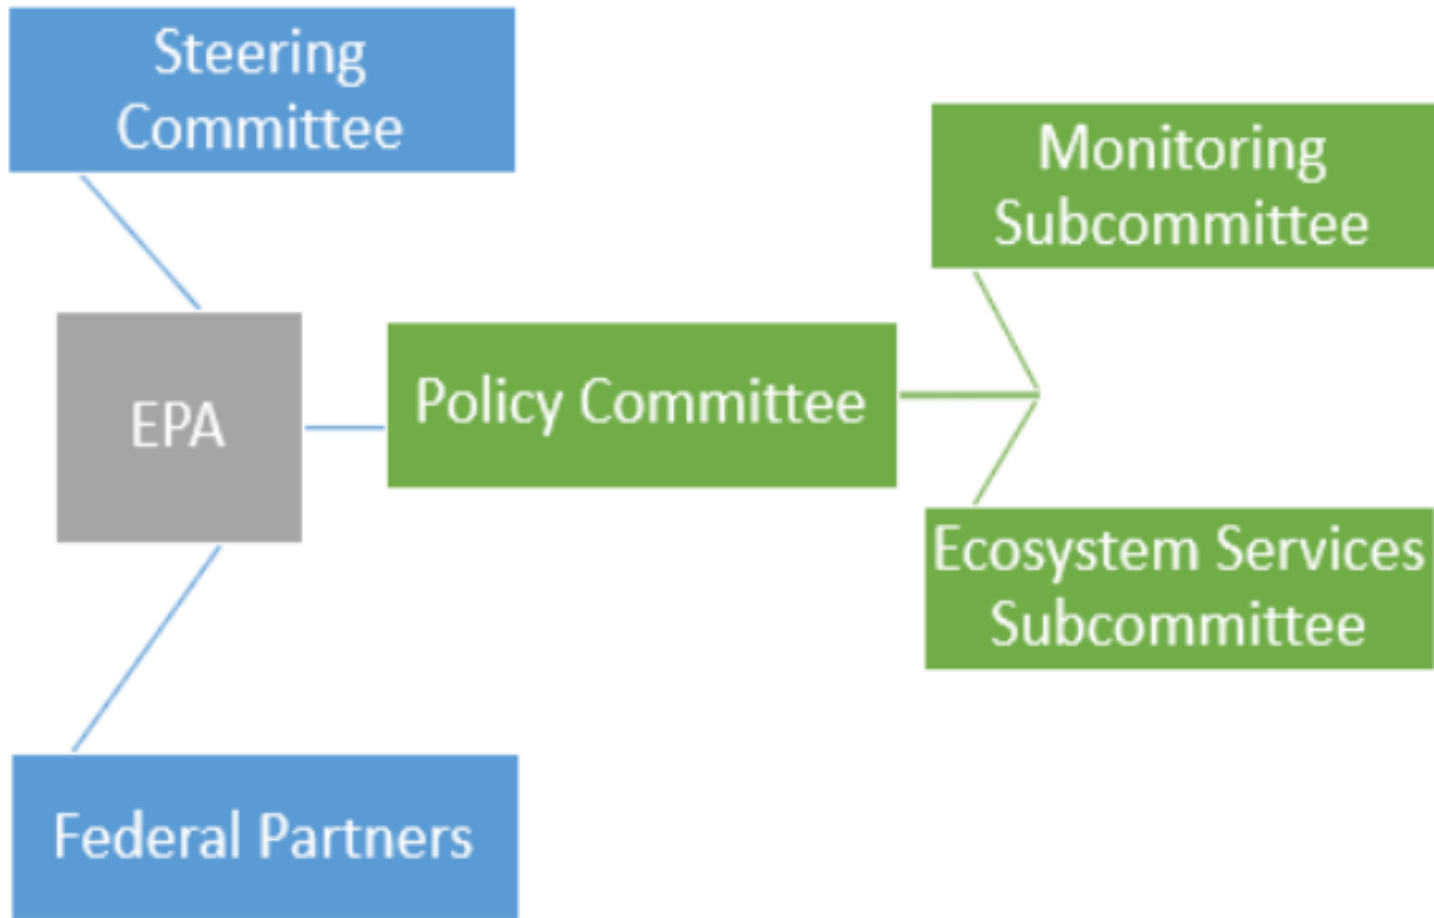 Steering
Committee
Monitoring
Subcommittee
EPA
Policy Committee
Ecosystem Services
Subcommittee
Federal Partners